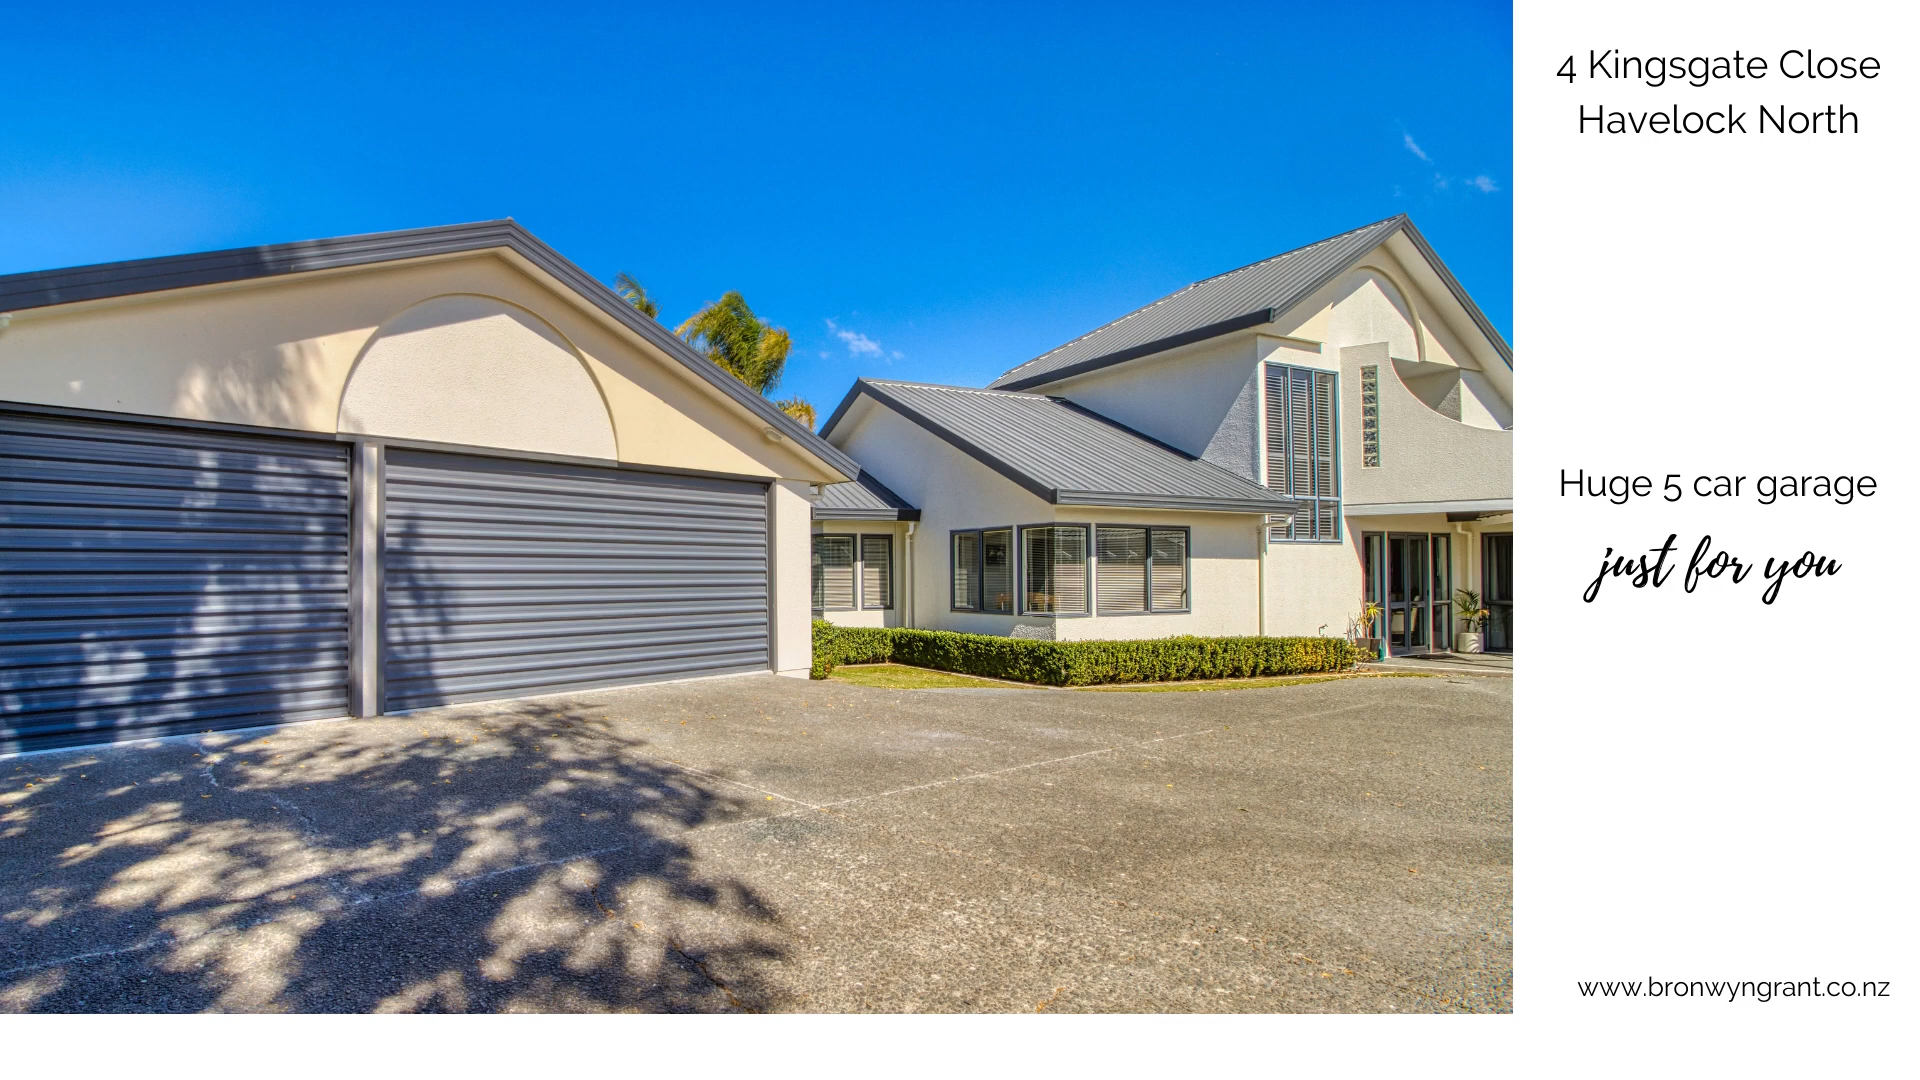 4 Kingsgate Close
Havelock North
Huge 5 car garage
just for you
www.bronwyngrant.co.nz